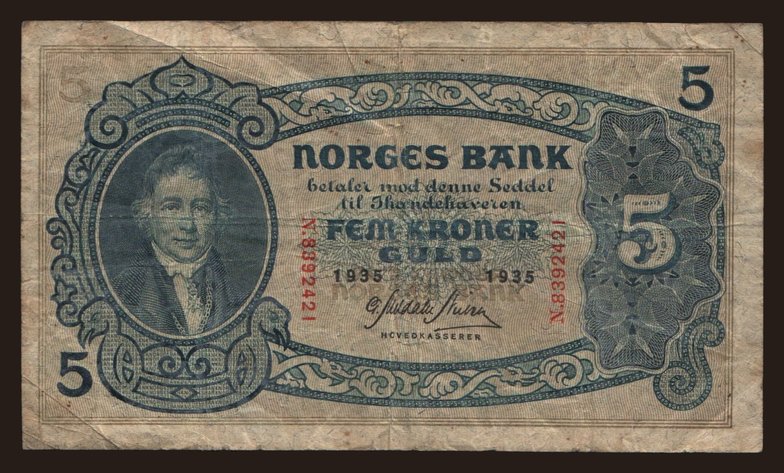 5
5
NORGES BANK
betaler mod denne Seddel
til Ihændehaveren
FEM KRONER
GULD
1935 1935
N.8392421
N.8392421
5
HOVEDKASSERER
5